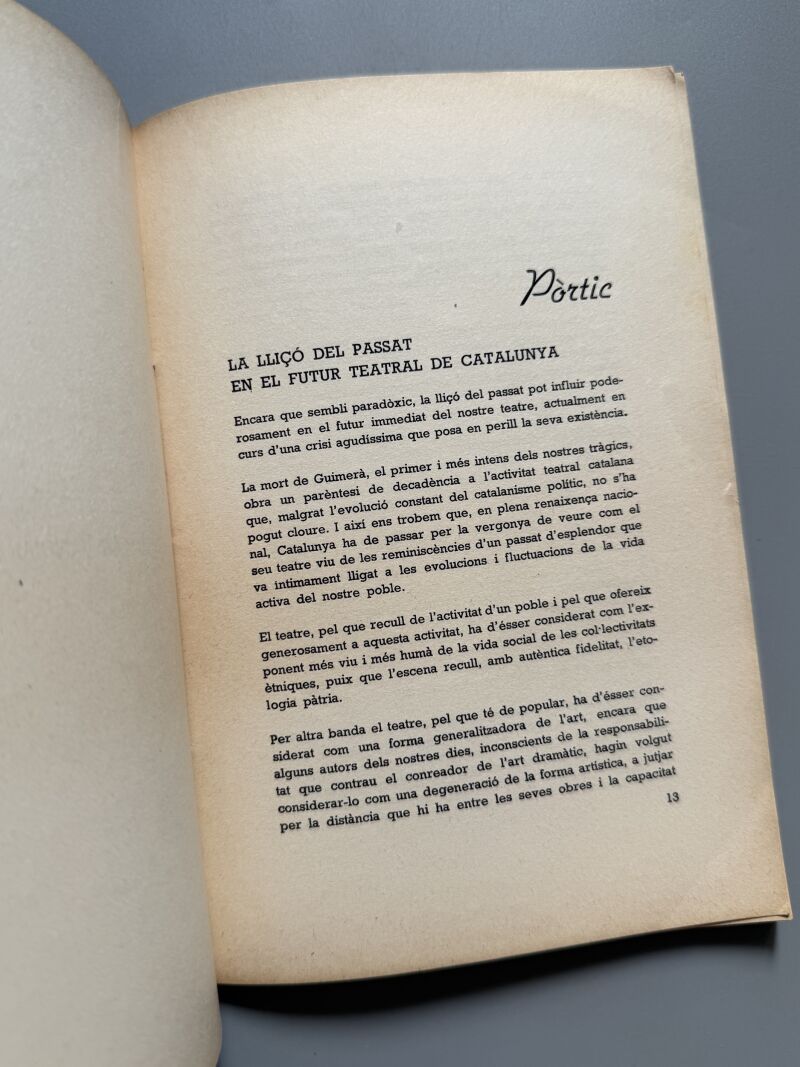 Pòrtic
LA LLIÇÓ DEL PASSAT
EN EL FUTUR TEATRAL DE CATALUNYA
Encara que sembli paradòxic, la lliçó del passat pot influir pode-
rosament en el futur immediat del nostre teatre, actualment en
curs d'una crisi agudíssima que posa en perill la seva existència.
La mort de Guimerà, el primer i més intens dels nostres tràgics,
obra un parèntesi de decadència a l'activitat teatral catalana
que, malgrat l'evolució constant del catalanisme polític, no s'ha
pogut cloure. I així ens trobem que, en plena renaixença nacio-
nal, Catalunya ha de passar per la vergonya de veure com el
seu teatre viu de les reminiscències d'un passat d'esplendor que
va íntimament lligat a les evolucions i fluctuacions de la vida
activa del nostre poble.
El teatre, pel que recull de l'activitat d'un poble i pel que ofereix
generosament a aquesta activitat, ha d'ésser considerat com l'ex-
ponent més viu i més humà de la vida social de les col·lectivitats
ètniques, puix que l'escena recull, amb autèntica fidelitat, l'eto-
logia pàtria.
Per altra banda el teatre, pel que té de popular, ha d'ésser con-
siderat com una forma generalitzadora de l'art, encara que
alguns autors dels nostres dies, inconscients de la responsabili-
tat que contrau el conreador de l'art dramàtic, hagin volgut
considerar-lo com una degeneració de la forma artística, a jutjar
per la distància que hi ha entre les seves obres i la capacitat
13